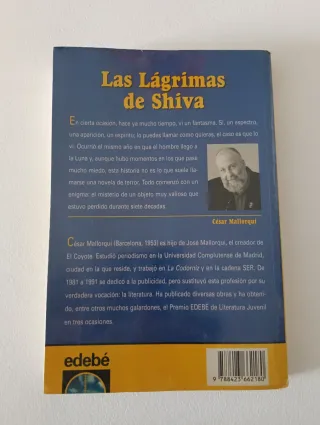 Las Lágrimas
de Shiva
En cierta ocasión, hace ya mucho tiempo, vi un fantasma. Sí, un espectro,
una aparición, un espíritu; lo puedes llamar como quieras, el caso es que lo
vi. Ocurrió el mismo año en que el hombre llegó a
la Luna y, aunque hubo momentos en los que pasé
mucho miedo, esta historia no es lo que suele lla-
marse una novela de terror. Todo comenzó con un
enigma: el misterio de un objeto muy valioso que
estuvo perdido durante siete décadas.
César Mallorquí
César Mallorquí (Barcelona, 1953) es hijo de José Mallorquí, el creador de
El Coyote. Estudió periodismo en la Universidad Complutense de Madrid,
ciudad en la que reside, y trabajó en La Codorniz y en la cadena SER. De
1981 a 1991 se dedicó a la publicidad, pero sustituyó esta profesión por su
verdadera vocación: la literatura. Ha publicado diversas obras y ha obteni-
do, entre otros muchos galardones, el Premio EDEBÉ de Literatura Juvenil
en tres ocasiones.
edebé
9 788423 662180